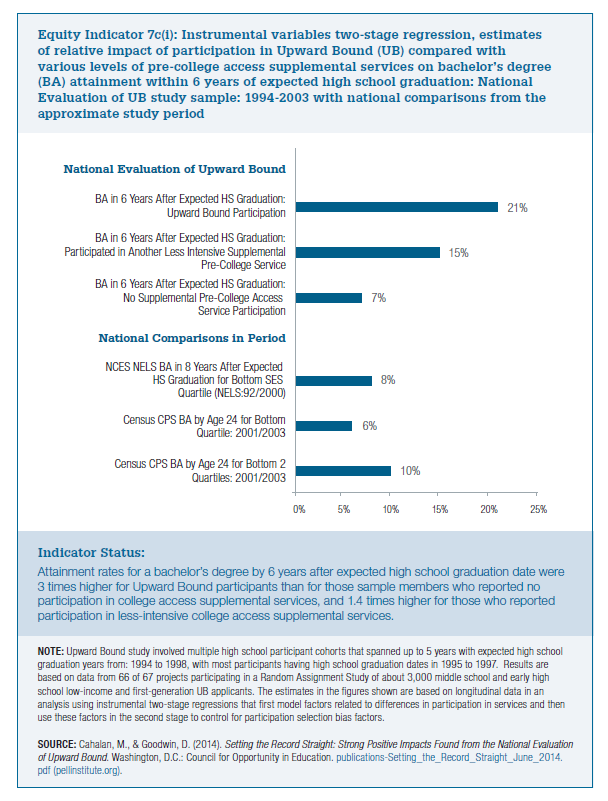 Equity Indicator 7c(i): Instrumental variables two-stage regression, estimates
of relative impact of participation in Upward Bound (UB) compared with
various levels of pre-college access supplemental services on bachelor's degree
(BA) attainment within 6 years of expected high school graduation: National
Evaluation of UB study sample: 1994-2003 with national comparisons from the
approximate study period
National Evaluation of Upward Bound
BA in 6 Years After Expected HS Graduation:
Upward Bound Participation
21%
BA in 6 Years After Expected HS Graduation:
Participated in Another Less Intensive Supplemental
Pre-College Service
15%
BA in 6 Years After Expected HS Graduation:
No Supplemental Pre-College Access
Service Participation
7%
National Comparisons in Period
NCES NELS BA in 8 Years After Expected
HS Graduation for Bottom SES
Quartile (NELS:92/2000)
8%
Census CPS BA by Age 24 for Bottom
Quartile: 2001/2003
6%
Census CPS BA by Age 24 for Bottom 2
Quartiles: 2001/2003
10%
0% 5% 10% 15% 20% 25%
Indicator Status:
Attainment rates for a bachelor's degree by 6 years after expected high school graduation date were
3 times higher for Upward Bound participants than for those sample members who reported no
participation in college access supplemental services, and 1.4 times higher for those who reported
participation in less-intensive college access supplemental services.
NOTE: Upward Bound study involved multiple high school participant cohorts that spanned up to 5 years with expected high school
graduation years from: 1994 to 1998, with most participants having high school graduation dates in 1995 to 1997. Results are
based on data from 66 of 67 projects participating in a Random Assignment Study of about 3,000 middle school and early high
school low-income and first-generation UB applicants. The estimates in the figures shown are based on longitudinal data in an
analysis using instrumental two-stage regressions that first model factors related to differences in participation in services and then
use these factors in the second stage to control for participation selection bias factors.
SOURCE: Cahalan, M., & Goodwin, D. (2014). Setting the Record Straight: Strong Positive Impacts Found from the National Evaluation
of Upward Bound. Washington, D.C.: Council for Opportunity in Education. publications-Setting_the_Record_Straight_June_2014.
pdf (pellinstitute.org).